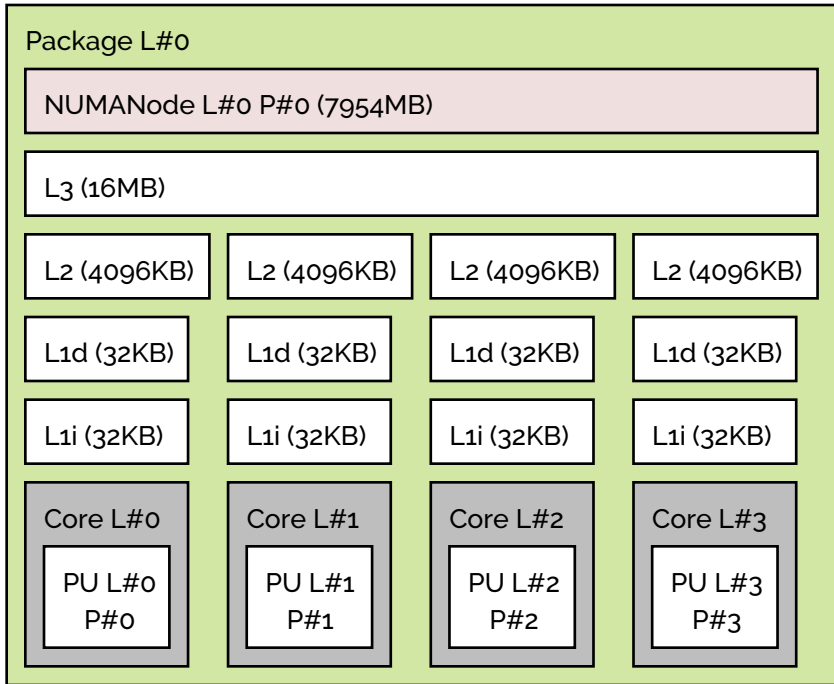 Package L#0
NUMANode L#0 P#0 (7954MB)
L3 (16MB)
L2 (4096KB) L2 (4096KB) L2 (4096KB) L2 (4096KB)
L1d (32KB) L1d (32KB) L1d (32KB) L1d (32KB)
L1i (32KB) L1i (32KB) L1i (32KB) L1i (32KB)
Core L#0 Core L#1 Core L#2 Core L#3
PU L#0 PU L#1 PU L#2 PU L#3
P#0 P#1 P#2 P#3